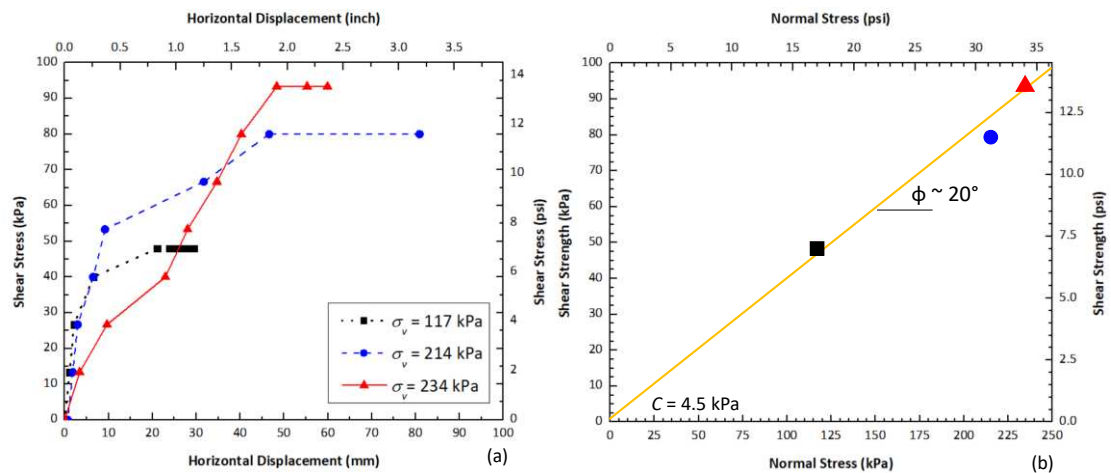 Horizontal Displacement (inch)
0.0 0.5 1.0 1.5 2.0 2.5 3.0 3.5
100 90 80 70 60 50 40 30 20 10 0
Shear Stress (kPa)
14 12 10 8 6 4 2 0
Shear Stress (psi)
σv = 117 kPa
σv = 214 kPa
σv = 234 kPa
0 10 20 30 40 50 60 70 80 90 100
Horizontal Displacement (mm)
(a)
Normal Stress (psi)
0 5 10 15 20 25 30 35
100 90 80 70 60 50 40 30 20 10 0
Shear Strength (kPa)
12.5 10.0 7.5 5.0 2.5 0.0
Shear Strength (psi)
ϕ ~ 20°
C = 4.5 kPa
0 25 50 75 100 125 150 175 200 225 250
Normal Stress (kPa)
(b)